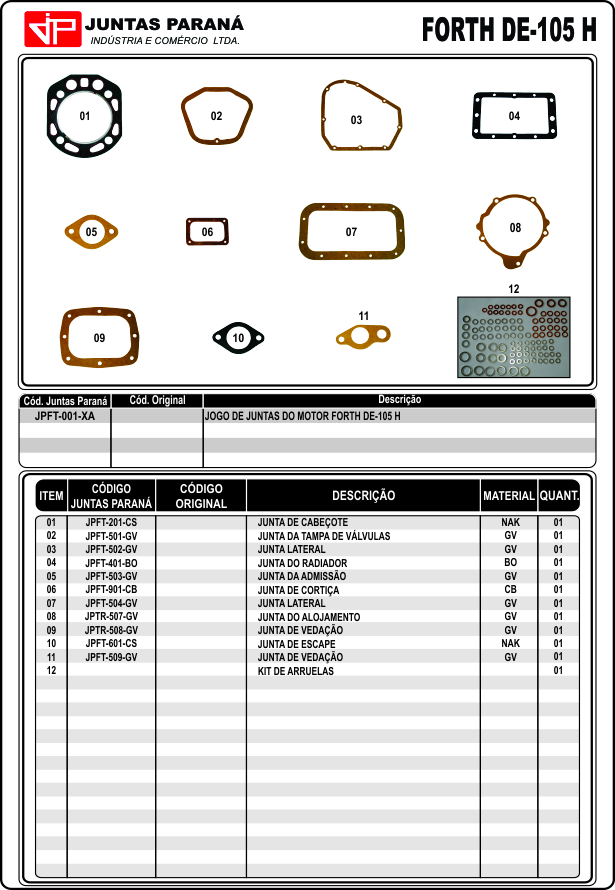 JP JUNTAS PARANÁ
INDÚSTRIA E COMÉRCIO LTDA.
FORTH DE-105 H
01
02
03
04
05
06
07
08
09
10
11
12
Cód. Juntas Paraná Cód. Original Descrição
JPFT-001-XA JOGO DE JUNTAS DO MOTOR FORTH DE-105 H
ITEM CÓDIGO JUNTAS PARANÁ CÓDIGO ORIGINAL DESCRIÇÃO MATERIAL QUANT.
01 JPFT-201-CS JUNTA DE CABEÇOTE NAK 01
02 JPFT-501-GV JUNTA DA TAMPA DE VÁLVULAS GV 01
03 JPFT-502-GV JUNTA LATERAL GV 01
04 JPFT-401-BO JUNTA DO RADIADOR BO 01
05 JPFT-503-GV JUNTA DA ADMISSÃO GV 01
06 JPFT-901-CB JUNTA DE CORTIÇA CB 01
07 JPFT-504-GV JUNTA LATERAL GV 01
08 JPTR-507-GV JUNTA DO ALOJAMENTO GV 01
09 JPTR-508-GV JUNTA DE VEDAÇÃO GV 01
10 JPFT-601-CS JUNTA DE ESCAPE NAK 01
11 JPFT-509-GV JUNTA DE VEDAÇÃO GV 01
12 KIT DE ARRUELAS 01